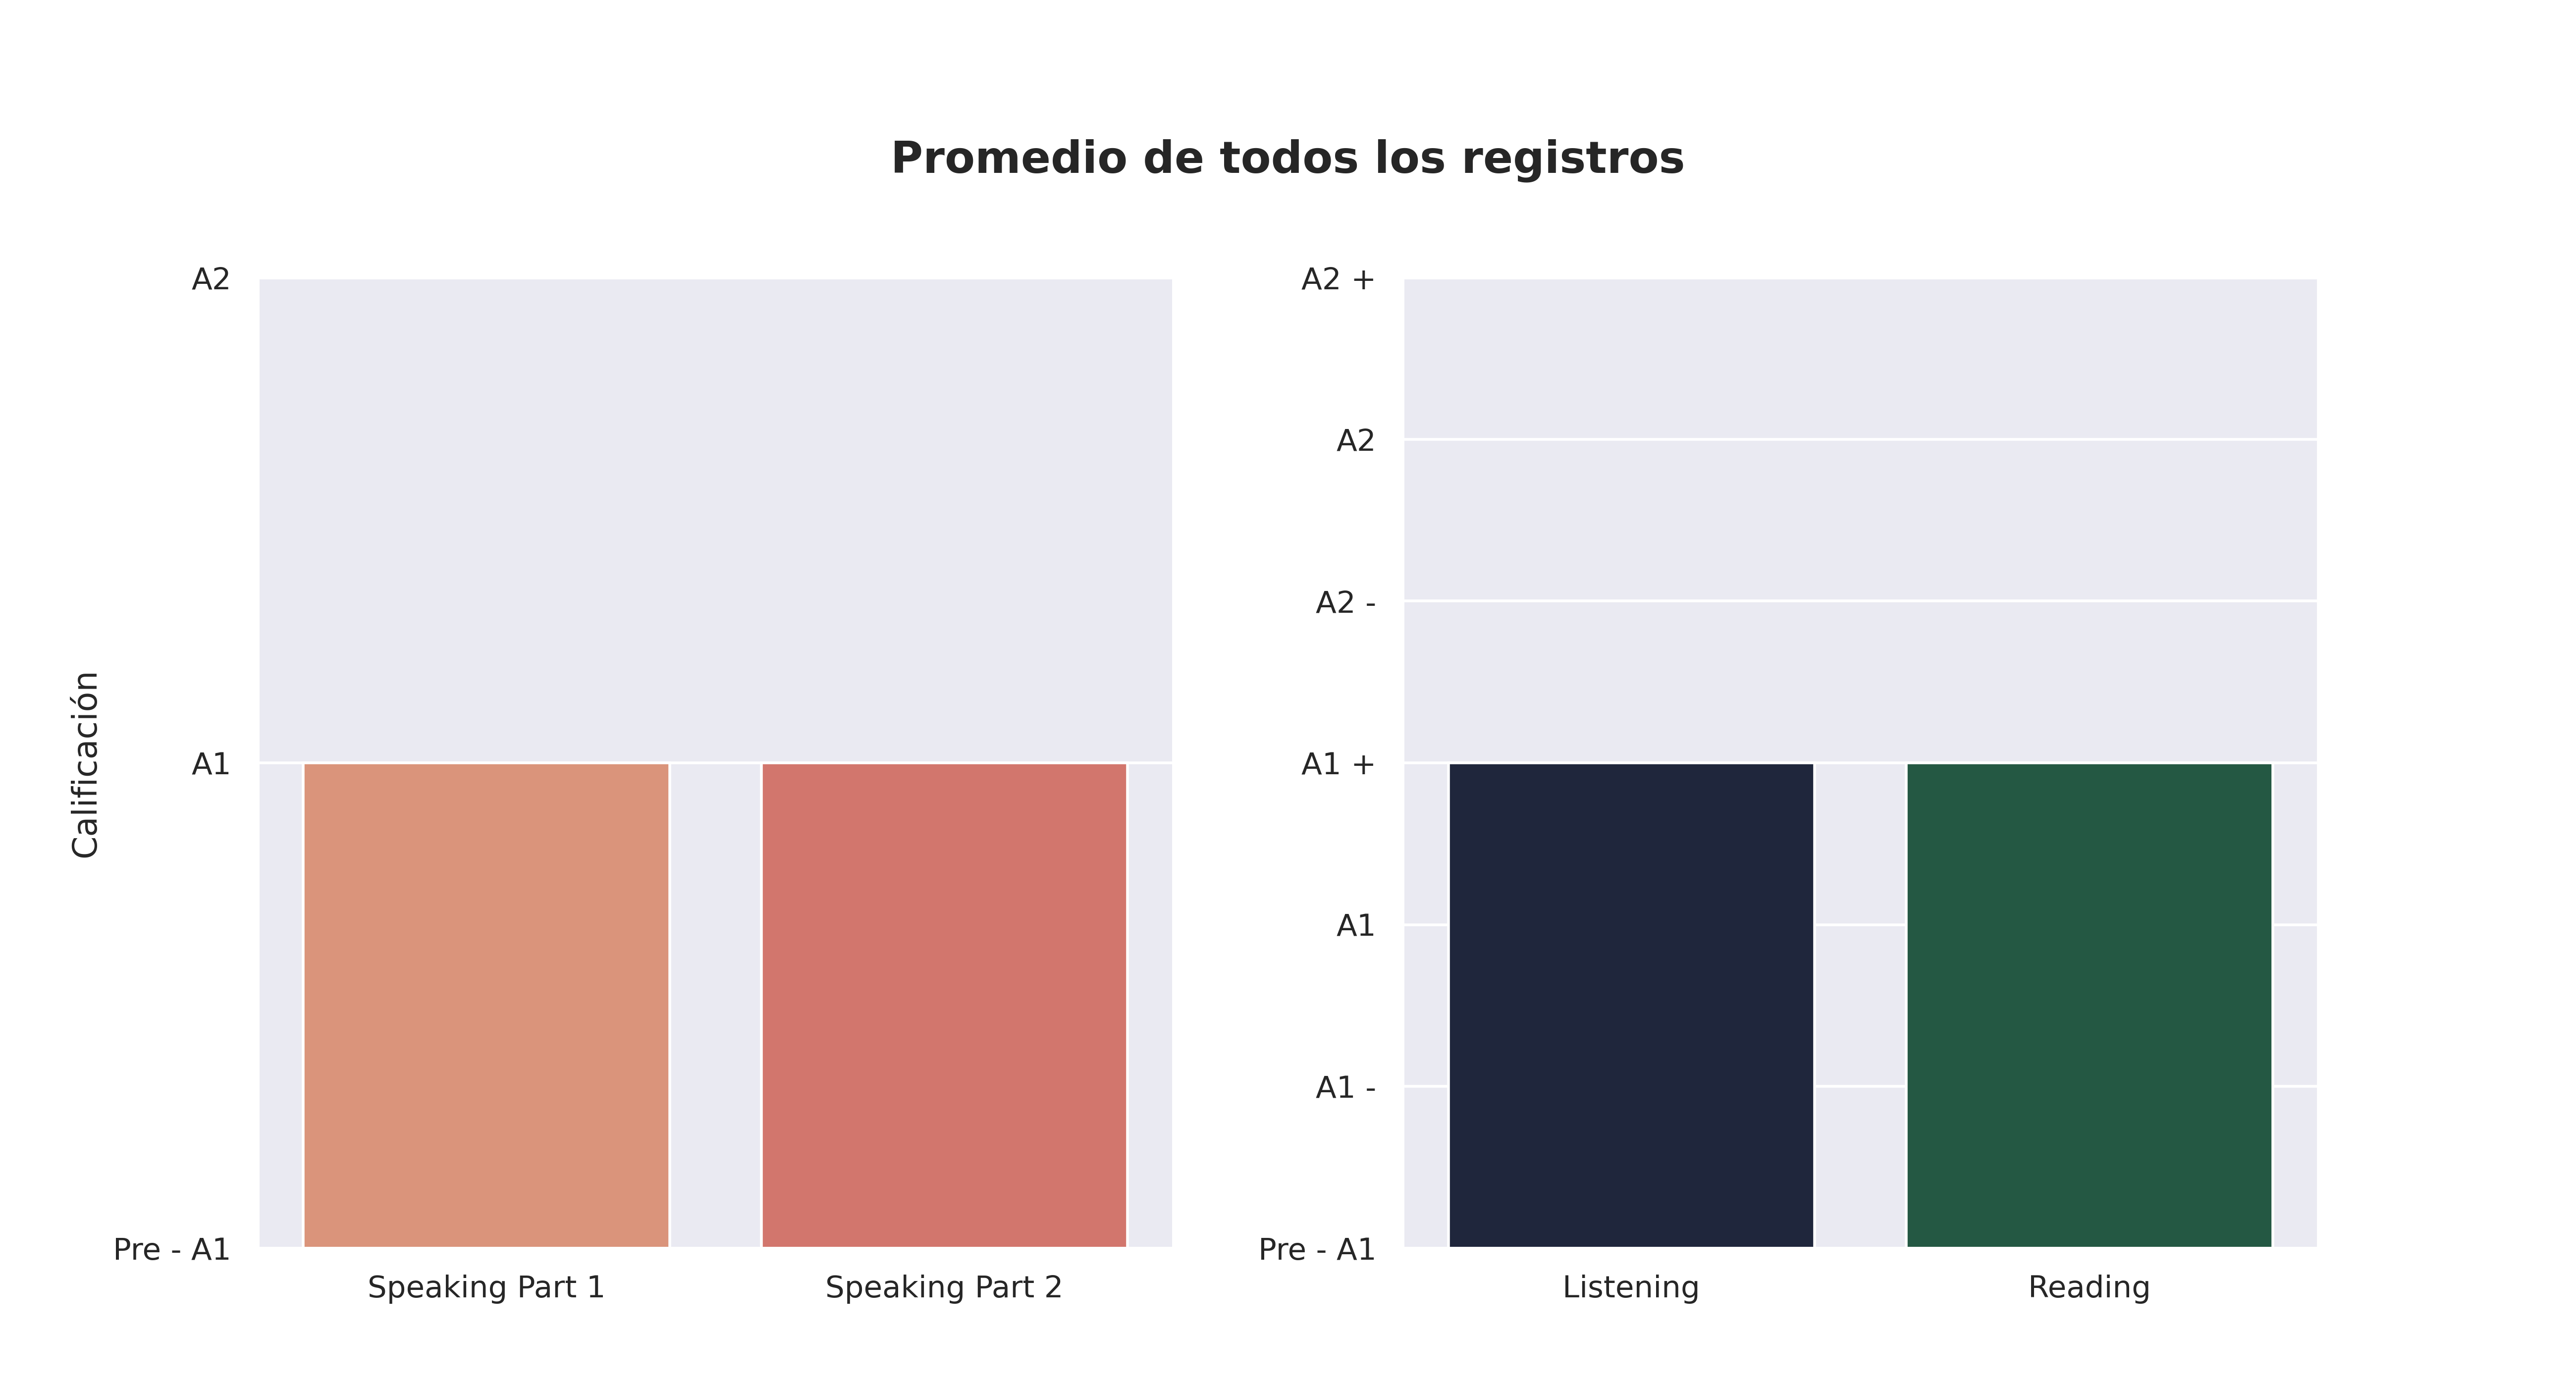 Promedio de todos los registros
Calificación
A2
A1
Pre - A1
Speaking Part 1
Speaking Part 2
A2 +
A2
A2 -
A1 +
A1
A1 -
Pre - A1
Listening
Reading